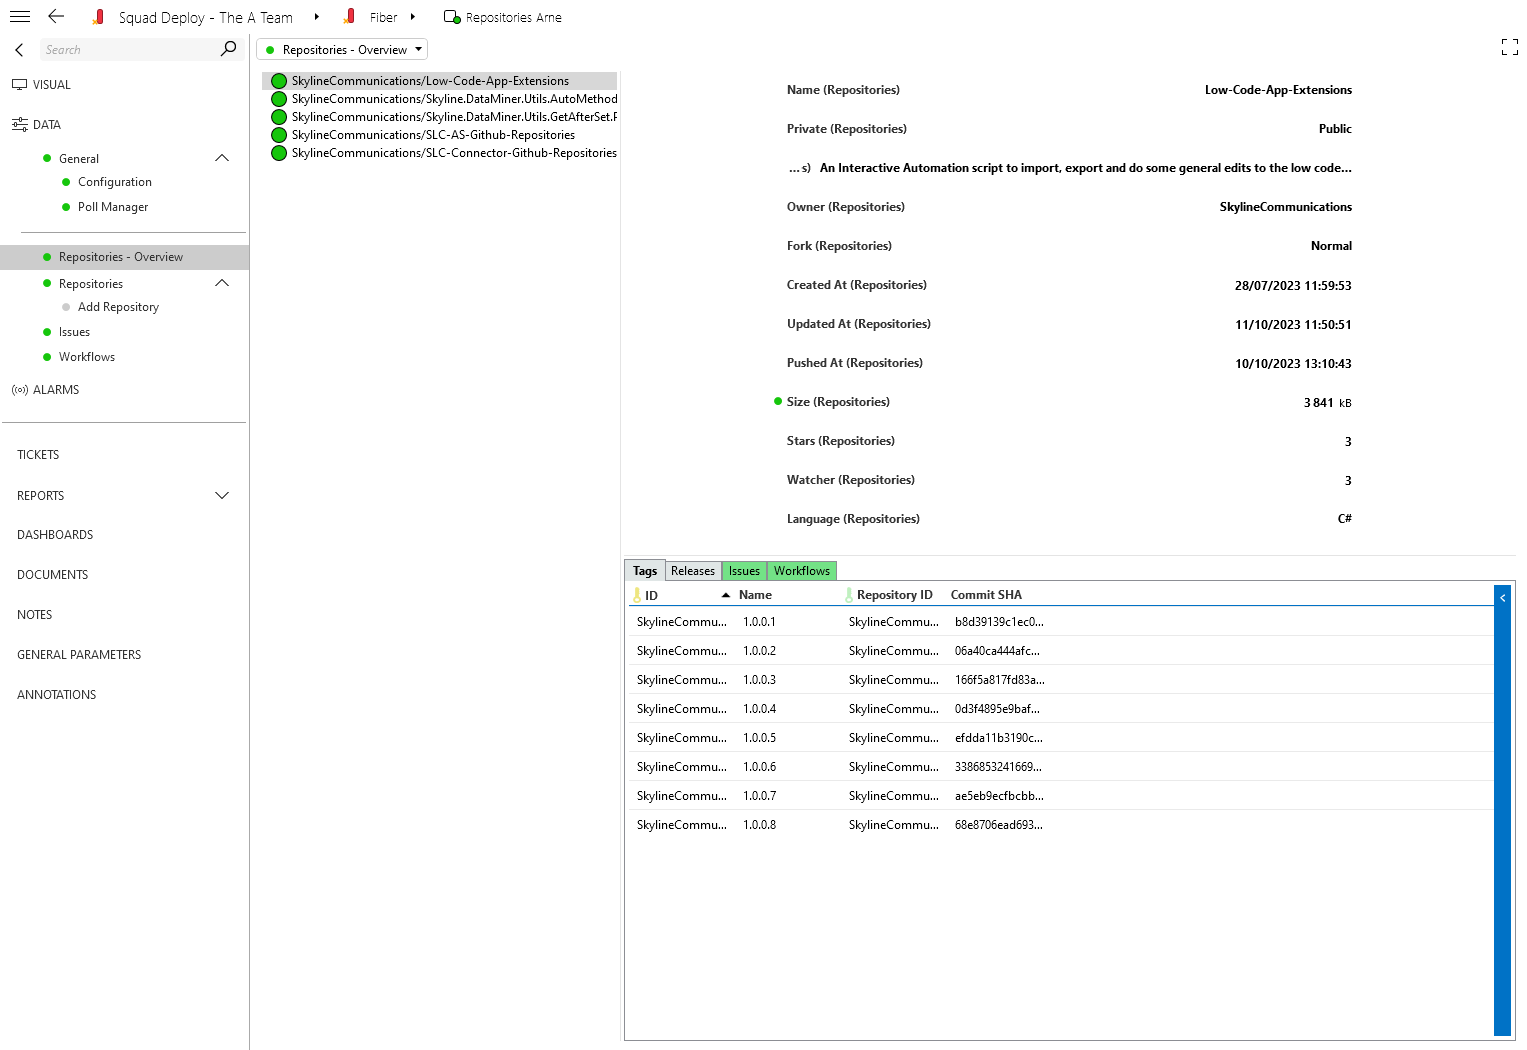 Squad Deploy - The A Team
Fiber
Repositories Arne
Search
Repositories - Overview
VISUAL
DATA
General
Configuration
Poll Manager
Repositories - Overview
Repositories
Add Repository
Issues
Workflows
ALARMS
TICKETS
REPORTS
DASHBOARDS
DOCUMENTS
NOTES
GENERAL PARAMETERS
ANNOTATIONS
SkylineCommunications/Low-Code-App-Extensions
SkylineCommunications/Skyline.DataMiner.Utils.AutoMethod
SkylineCommunications/Skyline.DataMiner.Utils.GetAfterSet.
SkylineCommunications/SLC-AS-Github-Repositories
SkylineCommunications/SLC-Connector-Github-Repositories
Name (Repositories) Low-Code-App-Extensions
Private (Repositories) Public
... s) An Interactive Automation script to import, export and do some general edits to the low code...
Owner (Repositories) SkylineCommunications
Fork (Repositories) Normal
Created At (Repositories) 28/07/2023 11:59:53
Updated At (Repositories) 11/10/2023 11:50:51
Pushed At (Repositories) 10/10/2023 13:10:43
Size (Repositories) 3 841 kB
Stars (Repositories) 3
Watcher (Repositories) 3
Language (Repositories) C#
Tags Releases Issues Workflows
ID Name Repository ID Commit SHA
SkylineCommu... 1.0.0.1 SkylineCommu... b8d39139c1ec0...
SkylineCommu... 1.0.0.2 SkylineCommu... 06a40ca444afc...
SkylineCommu... 1.0.0.3 SkylineCommu... 166f5a817fd83a...
SkylineCommu... 1.0.0.4 SkylineCommu... 0d3f4895e9baf...
SkylineCommu... 1.0.0.5 SkylineCommu... efdda11b3190c...
SkylineCommu... 1.0.0.6 SkylineCommu... 3386853241669...
SkylineCommu... 1.0.0.7 SkylineCommu... ae5eb9ecfbcbb...
SkylineCommu... 1.0.0.8 SkylineCommu... 68e8706ead693...